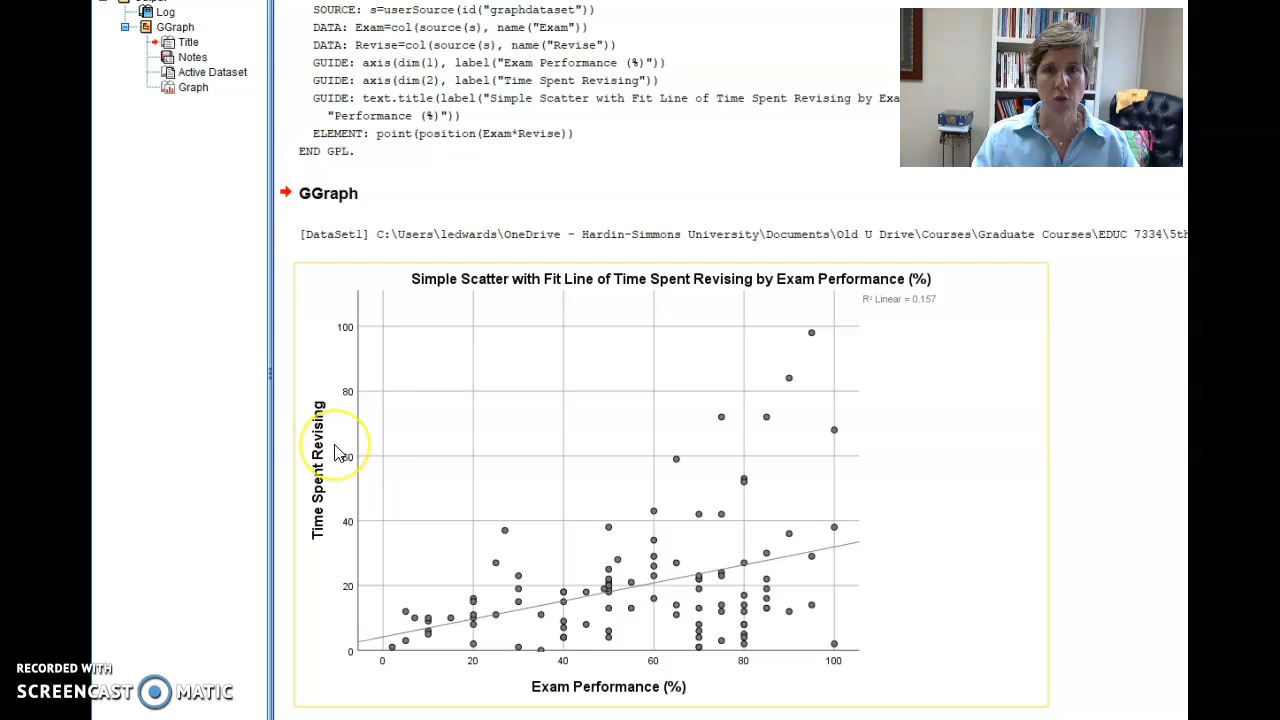 Log
GGraph
Title
Notes
Active Dataset
Graph
SOURCE: s=userSource(id("graphdataset"))
DATA: Exam=col(source(s), name("Exam"))
DATA: Revise=col(source(s), name("Revise"))
GUIDE: axis(dim(1), label("Exam Performance (%)"))
GUIDE: axis(dim(2), label("Time Spent Revising"))
GUIDE: text.title(label("Simple Scatter with Fit Line of Time Spent Revising by Exa
"Performance (%)"))
ELEMENT: point(position(Exam*Revise))
END GPL.
GGraph
[DataSet1] C:\Users\ledwards\OneDrive - Hardin-Simmons University\Documents\Old U Drive\Courses\Graduate Courses\EDUC 7334\5th
Simple Scatter with Fit Line of Time Spent Revising by Exam Performance (%)
R² Linear = 0.157
Time Spent Revising
100
80
60
40
20
0
0 20 40 60 80 100
Exam Performance (%)
RECORDED WITH
SCREENCAST MATIC